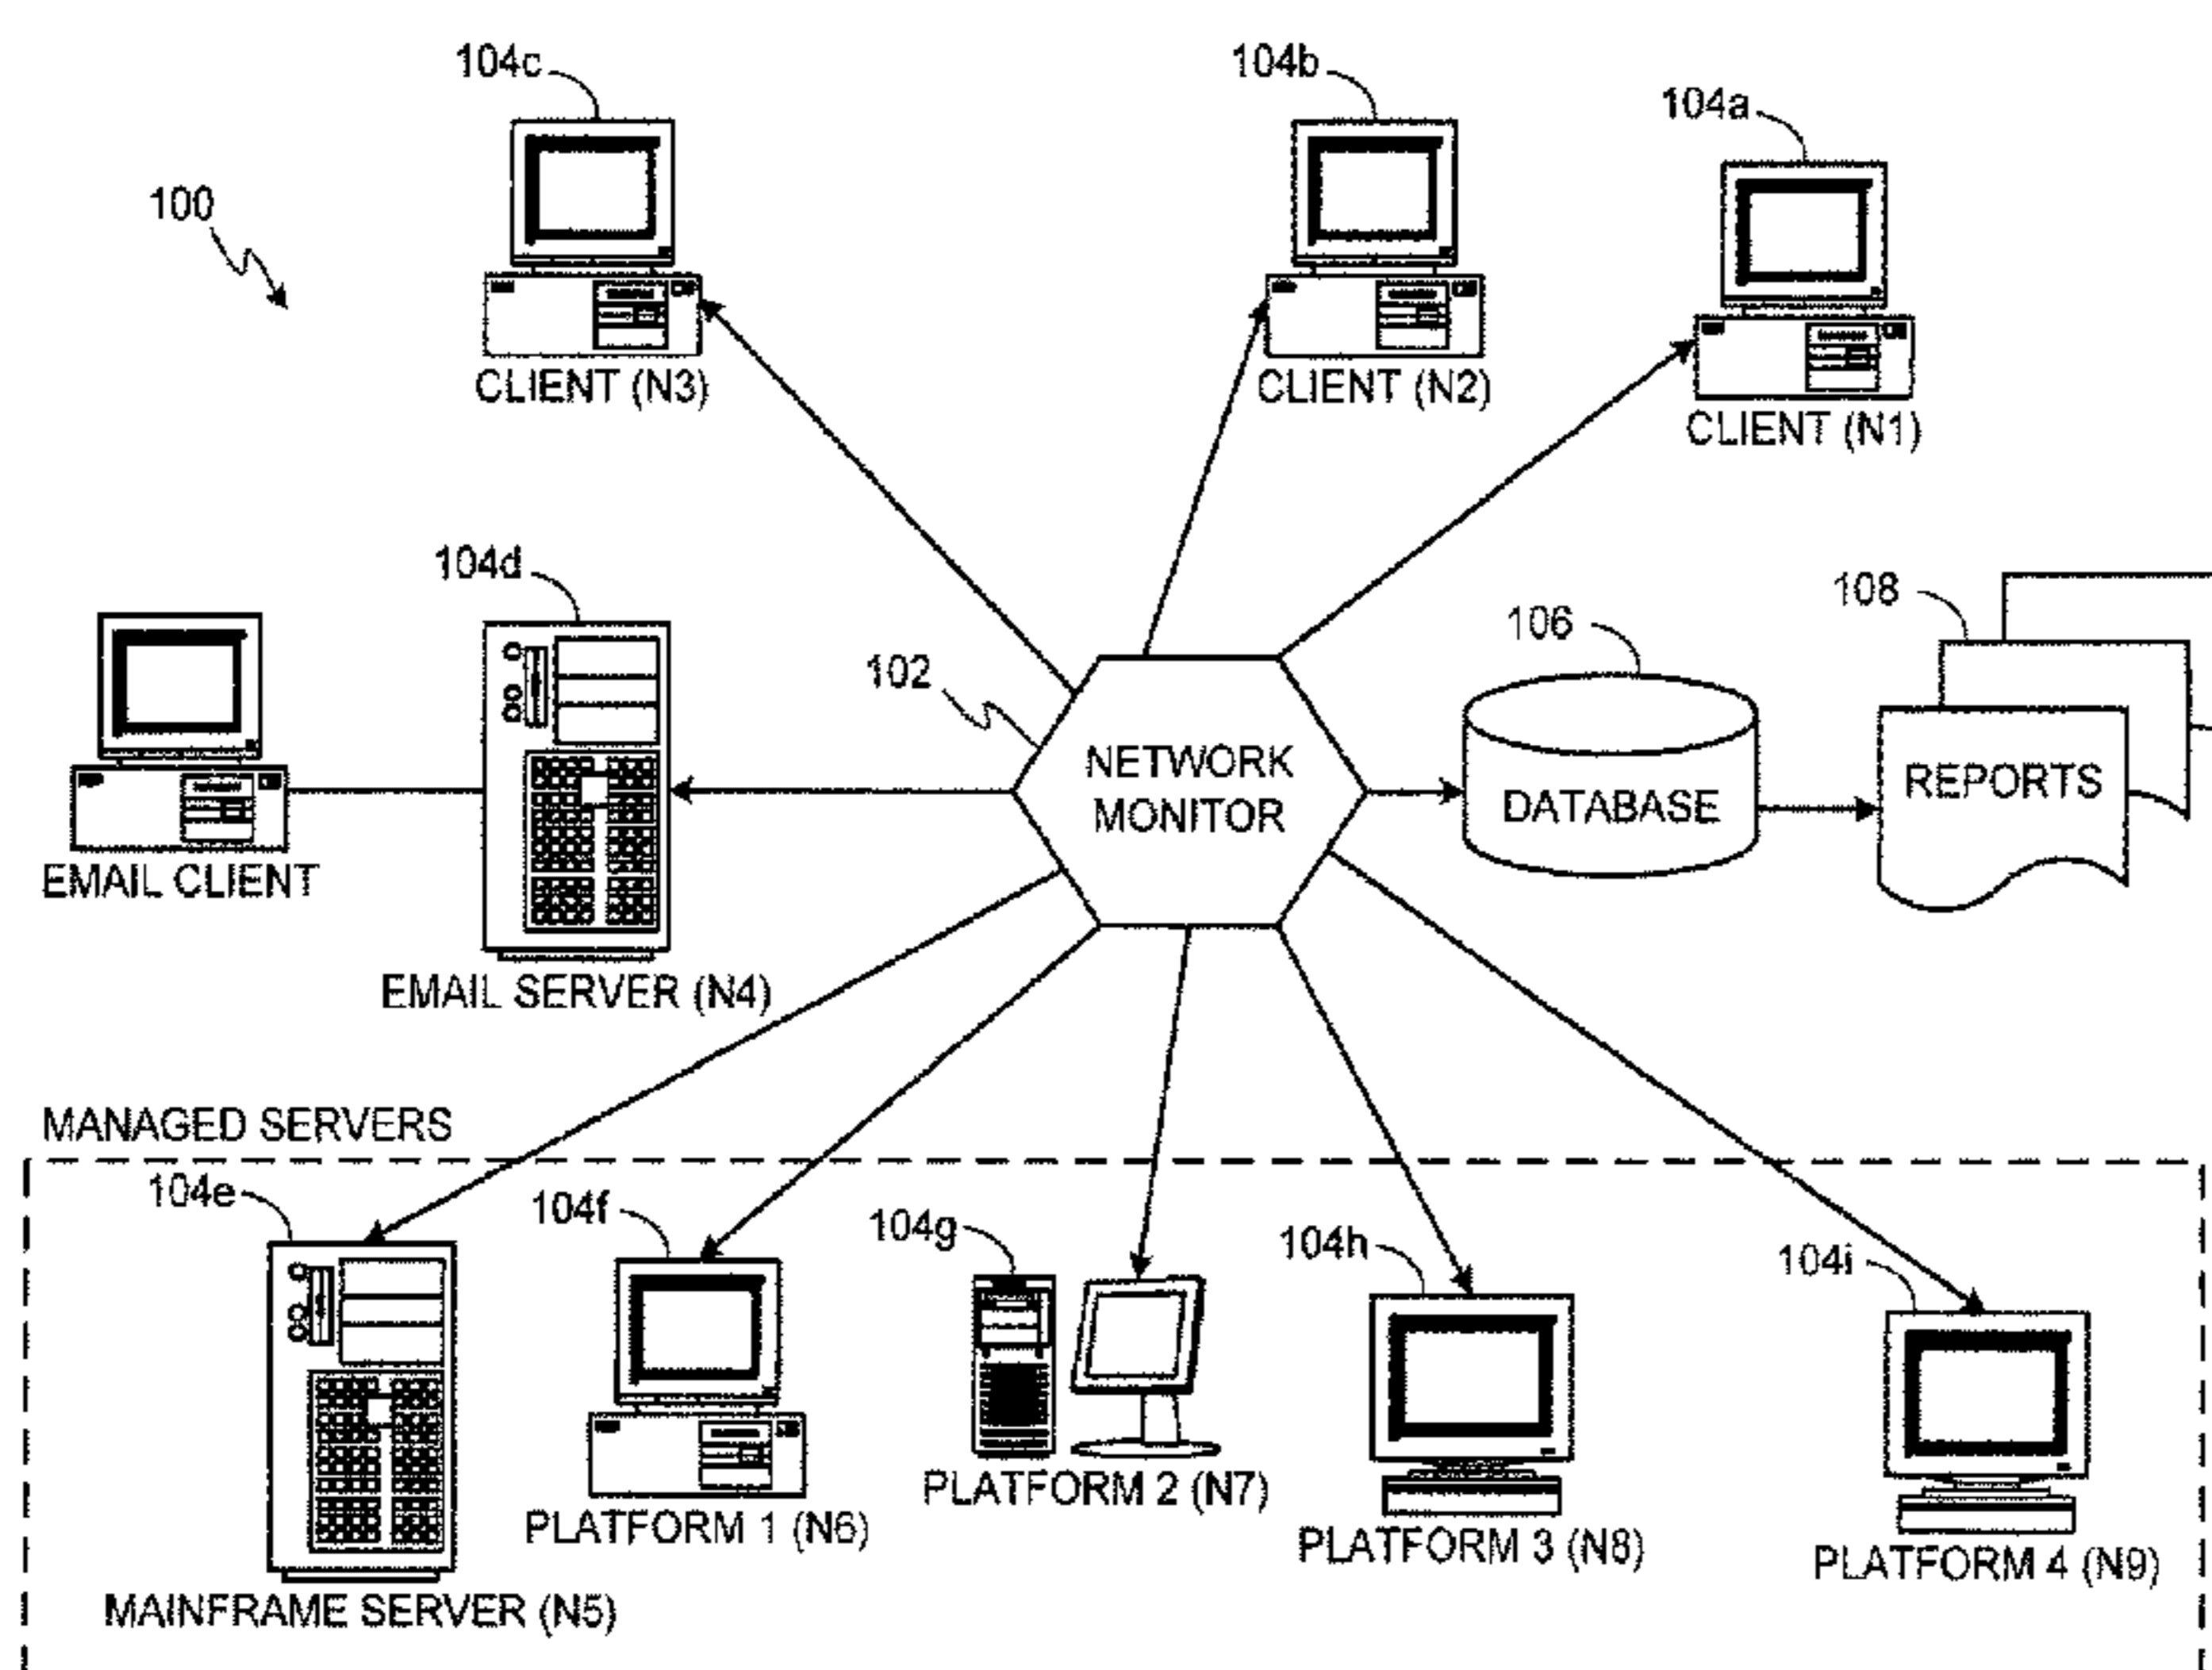 104c
104b
104a
100
CLIENT (N3)
CLIENT (N2)
CLIENT (N1)
104d
108
106
102
NETWORK
MONITOR
DATABASE
REPORTS
EMAIL CLIENT
EMAIL SERVER (N4)
MANAGED SERVERS
104e
104f
104g
104h
104i
PLATFORM 1 (N6)
PLATFORM 2 (N7)
PLATFORM 3 (N8)
PLATFORM 4 (N9)
MAINFRAME SERVER (N5)